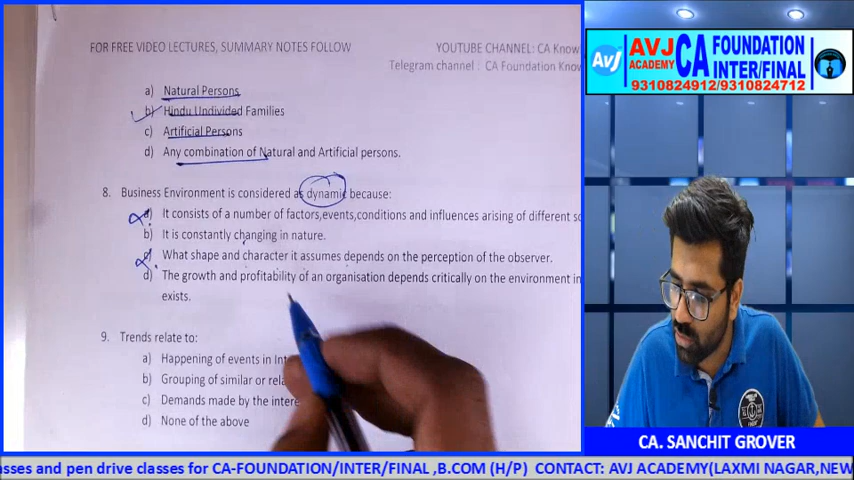 FOR FREE VIDEO LECTURES, SUMMARY NOTES FOLLOW
YOUTUBE CHANNEL: CA Know
Telegram channel : CA Foundation Know
a) Natural Persons
b) Hindu Undivided Families
c) Artificial Persons
d) Any combination of Natural and Artificial persons.
8. Business Environment is considered as dynamic because:
a) It consists of a number of factors,events,conditions and influences arising of different
b) It is constantly changing in nature.
c) What shape and character it assumes depends on the perception of the observer.
d) The growth and profitability of an organisation depends critically on the environment in
exists.
9. Trends relate to:
a) Happening of events in
b) Grouping of similar or
c) Demands made by the
d) None of the above
AVJ
AVJ
ACADEMY
CA FOUNDATION
INTER/FINAL
9310824912/9310824712
CA. SANCHIT GROVER
asses and pen drive classes for CA-FOUNDATION/INTER/FINAL ,B.COM (H/P) CONTACT: AVJ ACADEMY(LAXMI NAGAR,NEW